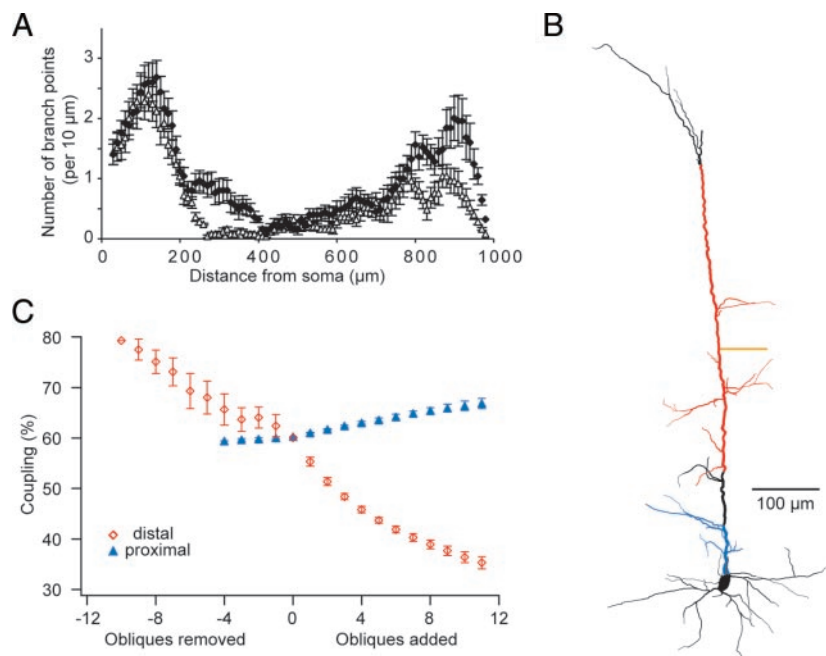 A
Number of branch points
(per 10 µm)
3
2
1
0
0 200 400 600 800 1000
Distance from soma (µm)
B
100 µm
C
Coupling (%)
80
70
60
50
40
30
distal
proximal
-12 -8 -4 0 4 8 12
Obliques removed Obliques added